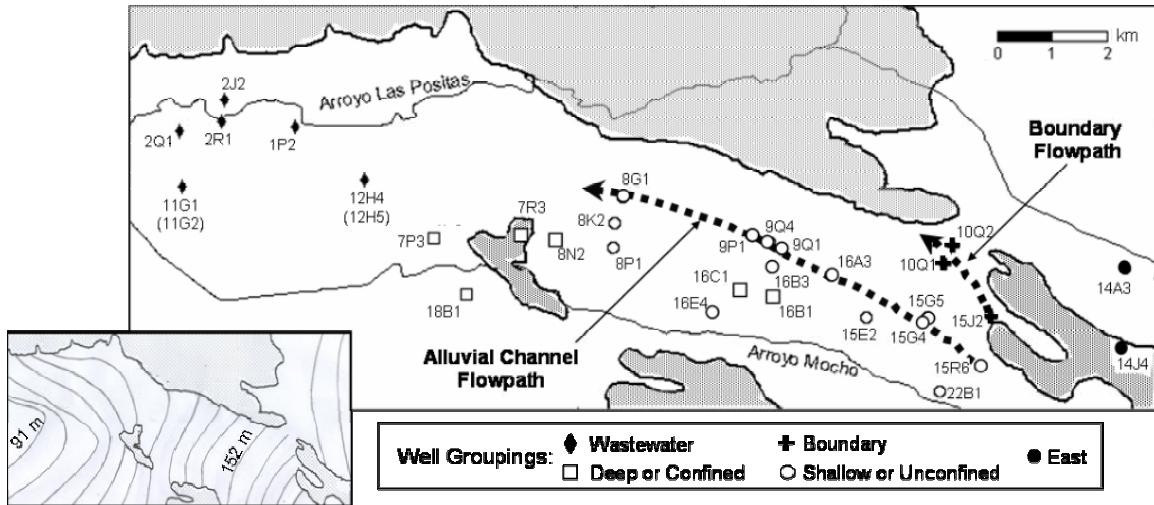 km
0 1 2
2J2
Arroyo Las Positas
2Q1
2R1
1P2
Boundary
Flowpath
11G1
(11G2)
12H4
(12H5)
8G1
7R3
8K2
9Q4
9P1
9Q1
10Q2
10Q1
7P3
8N2
8P1
16C1
16B3
16A3
14A3
18B1
16E4
16B1
15G5
15J2
15E2
15G4
Alluvial Channel
Flowpath
Arroyo Mocho
15R6
14J4
22B1
91 m
152 m
Well Groupings:
Wastewater
Boundary
East
Deep or Confined
Shallow or Unconfined